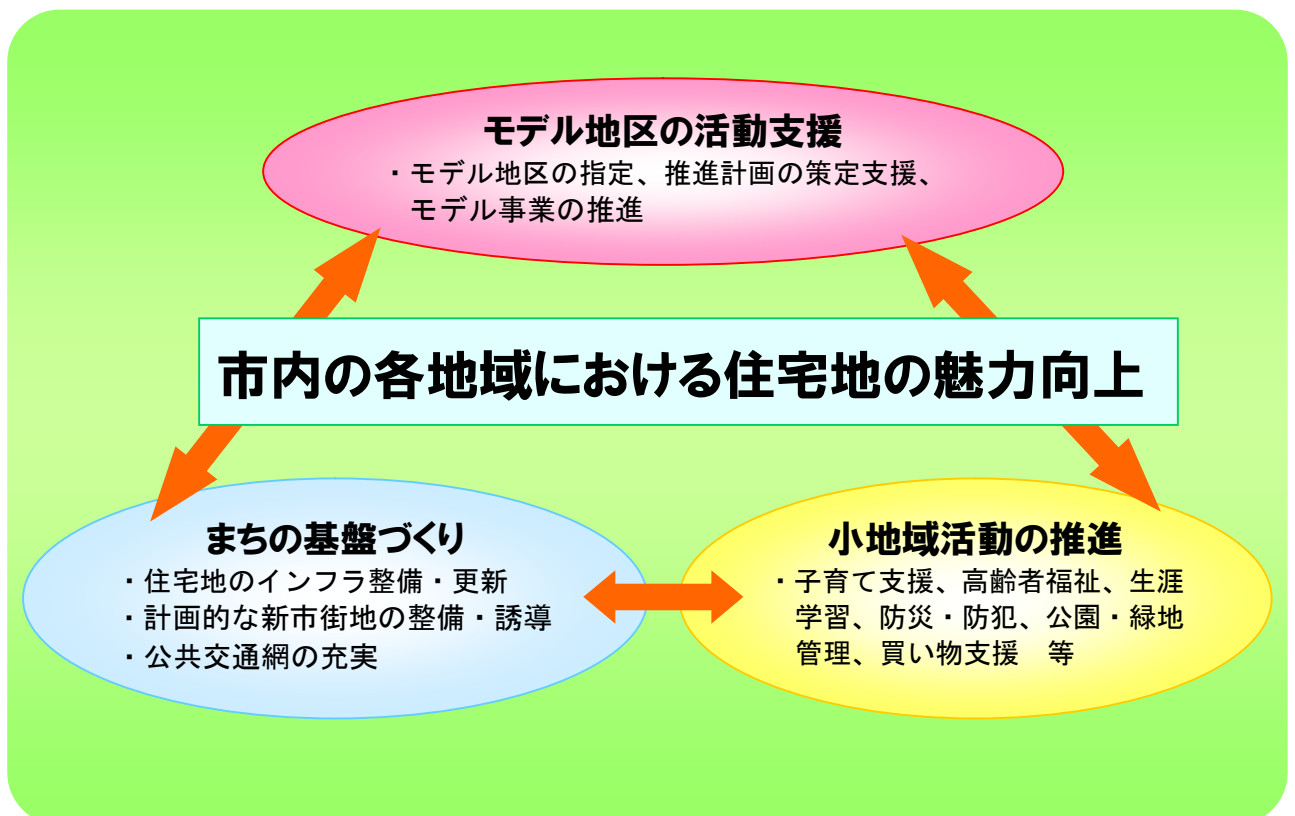 モデル地区の活動支援
・モデル地区の指定、推進計画の策定支援、
モデル事業の推進
市内の各地域における住宅地の魅力向上
まちの基盤づくり
・住宅地のインフラ整備・更新
・計画的な新市街地の整備・誘導
・公共交通網の充実
小地域活動の推進
・子育て支援、高齢者福祉、生涯
学習、防災・防犯、公園・緑地
管理、買い物支援　等